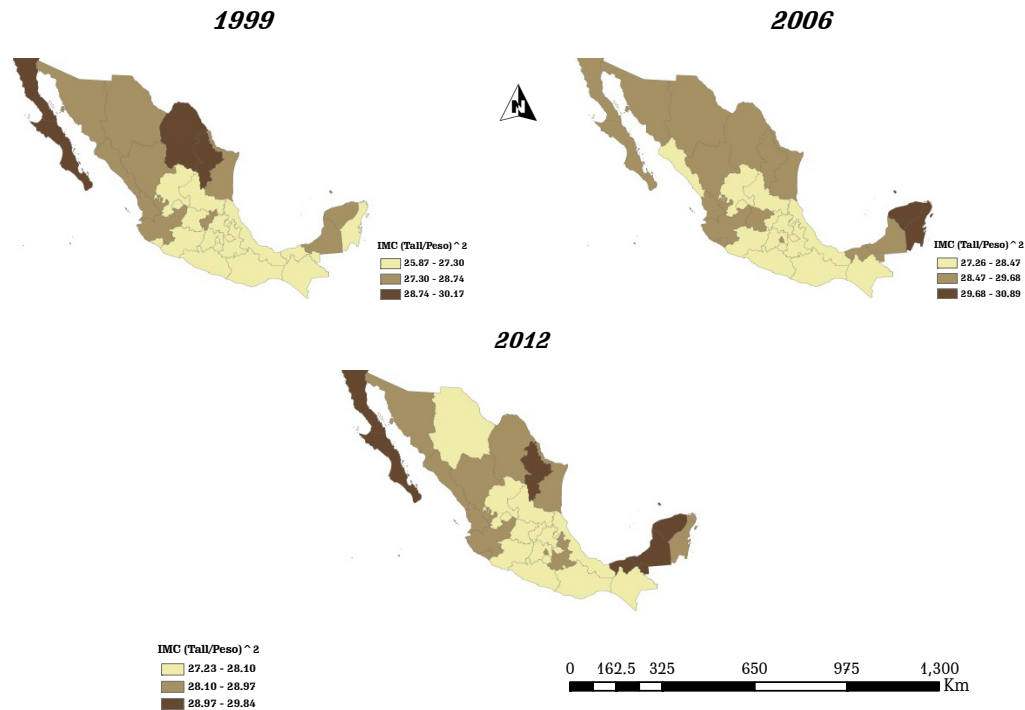 1999
2006
N
IMC (Tall/Peso)^2
25.87 - 27.30
27.30 - 28.74
28.74 - 30.17
IMC (Tall/Peso)^2
27.26 - 28.47
28.47 - 29.68
29.68 - 30.89
2012
IMC (Tall/Peso)^2
27.23 - 28.10
28.10 - 28.97
28.97 - 29.84
0 162.5 325 650 975 1,300
Km